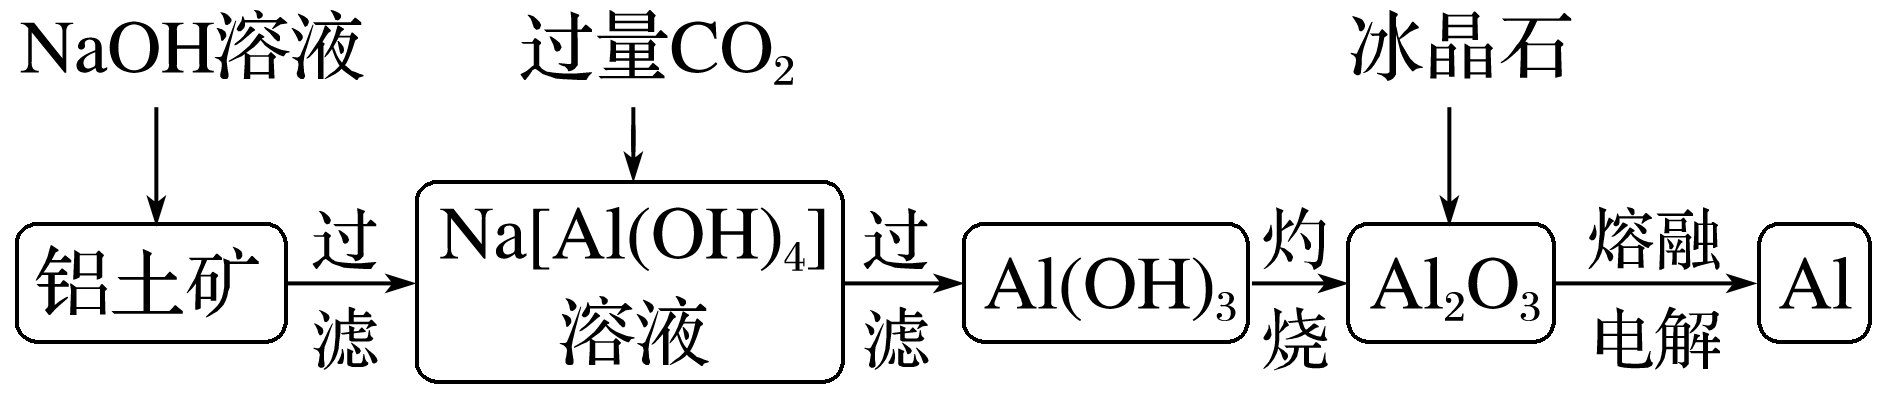 NaOH溶液
过量CO₂
冰晶石
铝土矿
过
滤
Na[Al(OH)₄]
溶液
过
滤
Al(OH)₃
灼
烧
Al₂O₃
熔融
电解
Al